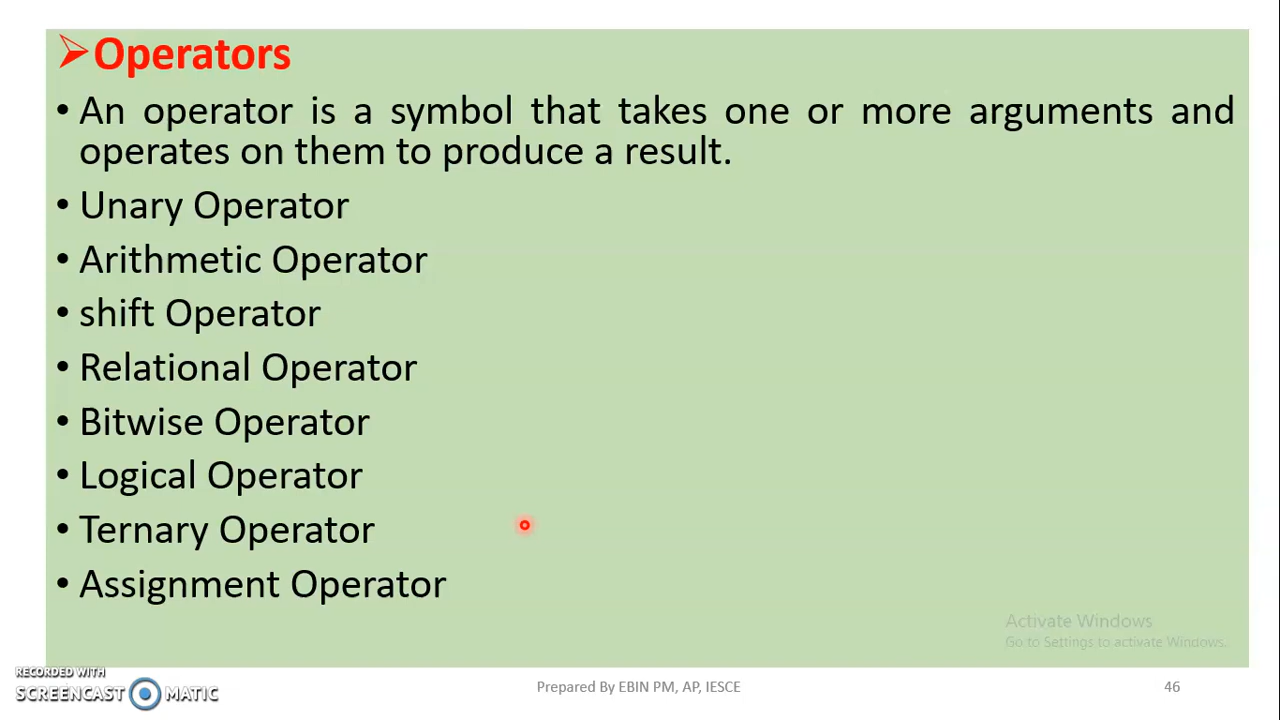 ➢Operators
• An operator is a symbol that takes one or more arguments and
operates on them to produce a result.
• Unary Operator
• Arithmetic Operator
• shift Operator
• Relational Operator
• Bitwise Operator
• Logical Operator
• Ternary Operator
• Assignment Operator
Activate Windows
Go to Settings to activate Windows.
RECORDED WITH
SCREENCAST MATIC
Prepared By EBIN PM, AP, IESCE
46